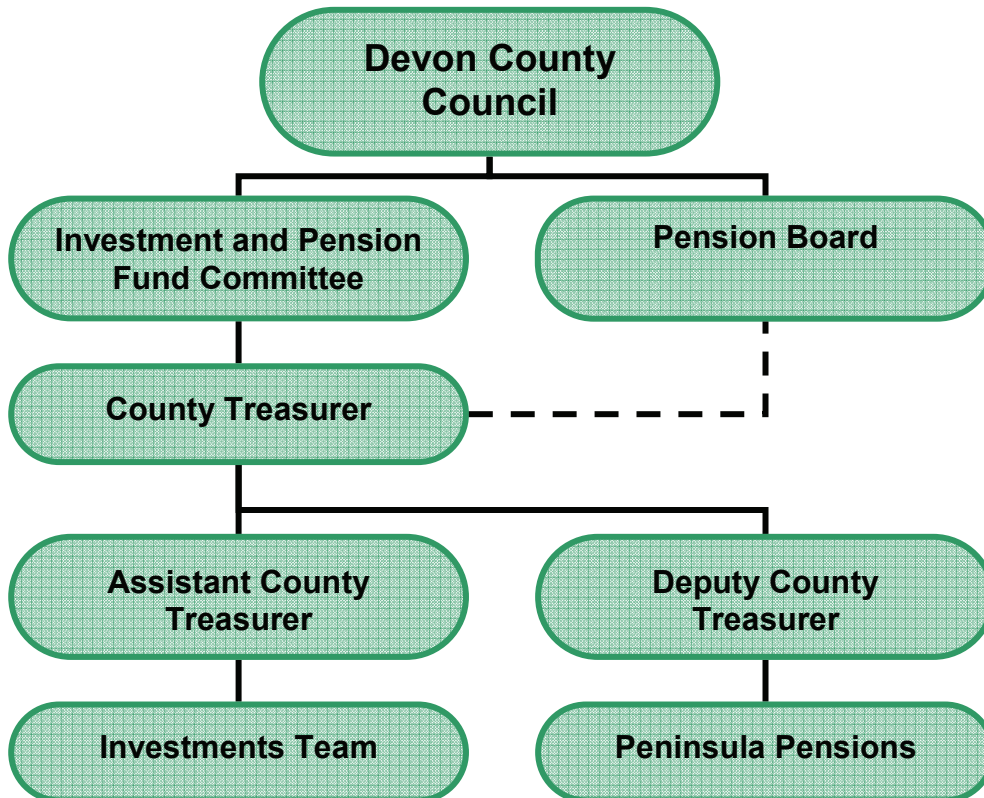 Devon County
Council
Investment and Pension
Fund Committee
Pension Board
County Treasurer
Assistant County
Treasurer
Deputy County
Treasurer
Investments Team
Peninsula Pensions